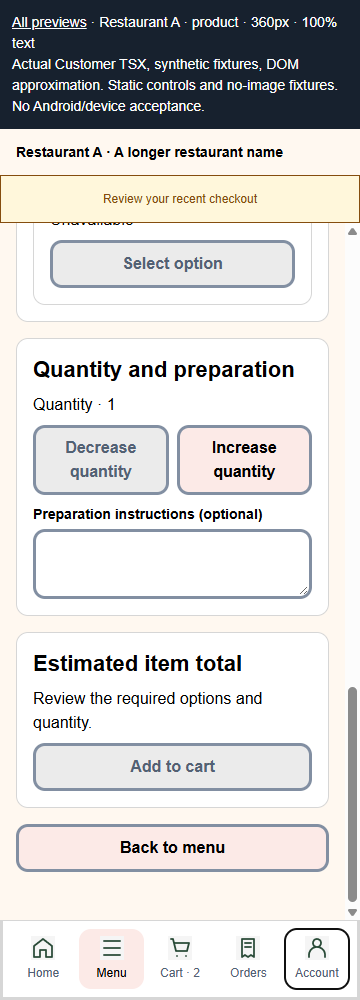 All previews · Restaurant A · product · 360px · 100%
text
Actual Customer TSX, synthetic fixtures, DOM
approximation. Static controls and no-image fixtures.
No Android/device acceptance.
Restaurant A · A longer restaurant name
Review your recent checkout
Unavailable
Select option
Quantity and preparation
Quantity · 1
Decrease
quantity
Increase
quantity
Preparation instructions (optional)
Estimated item total
Review the required options and
quantity.
Add to cart
Back to menu
Home
Menu
Cart · 2
Orders
Account